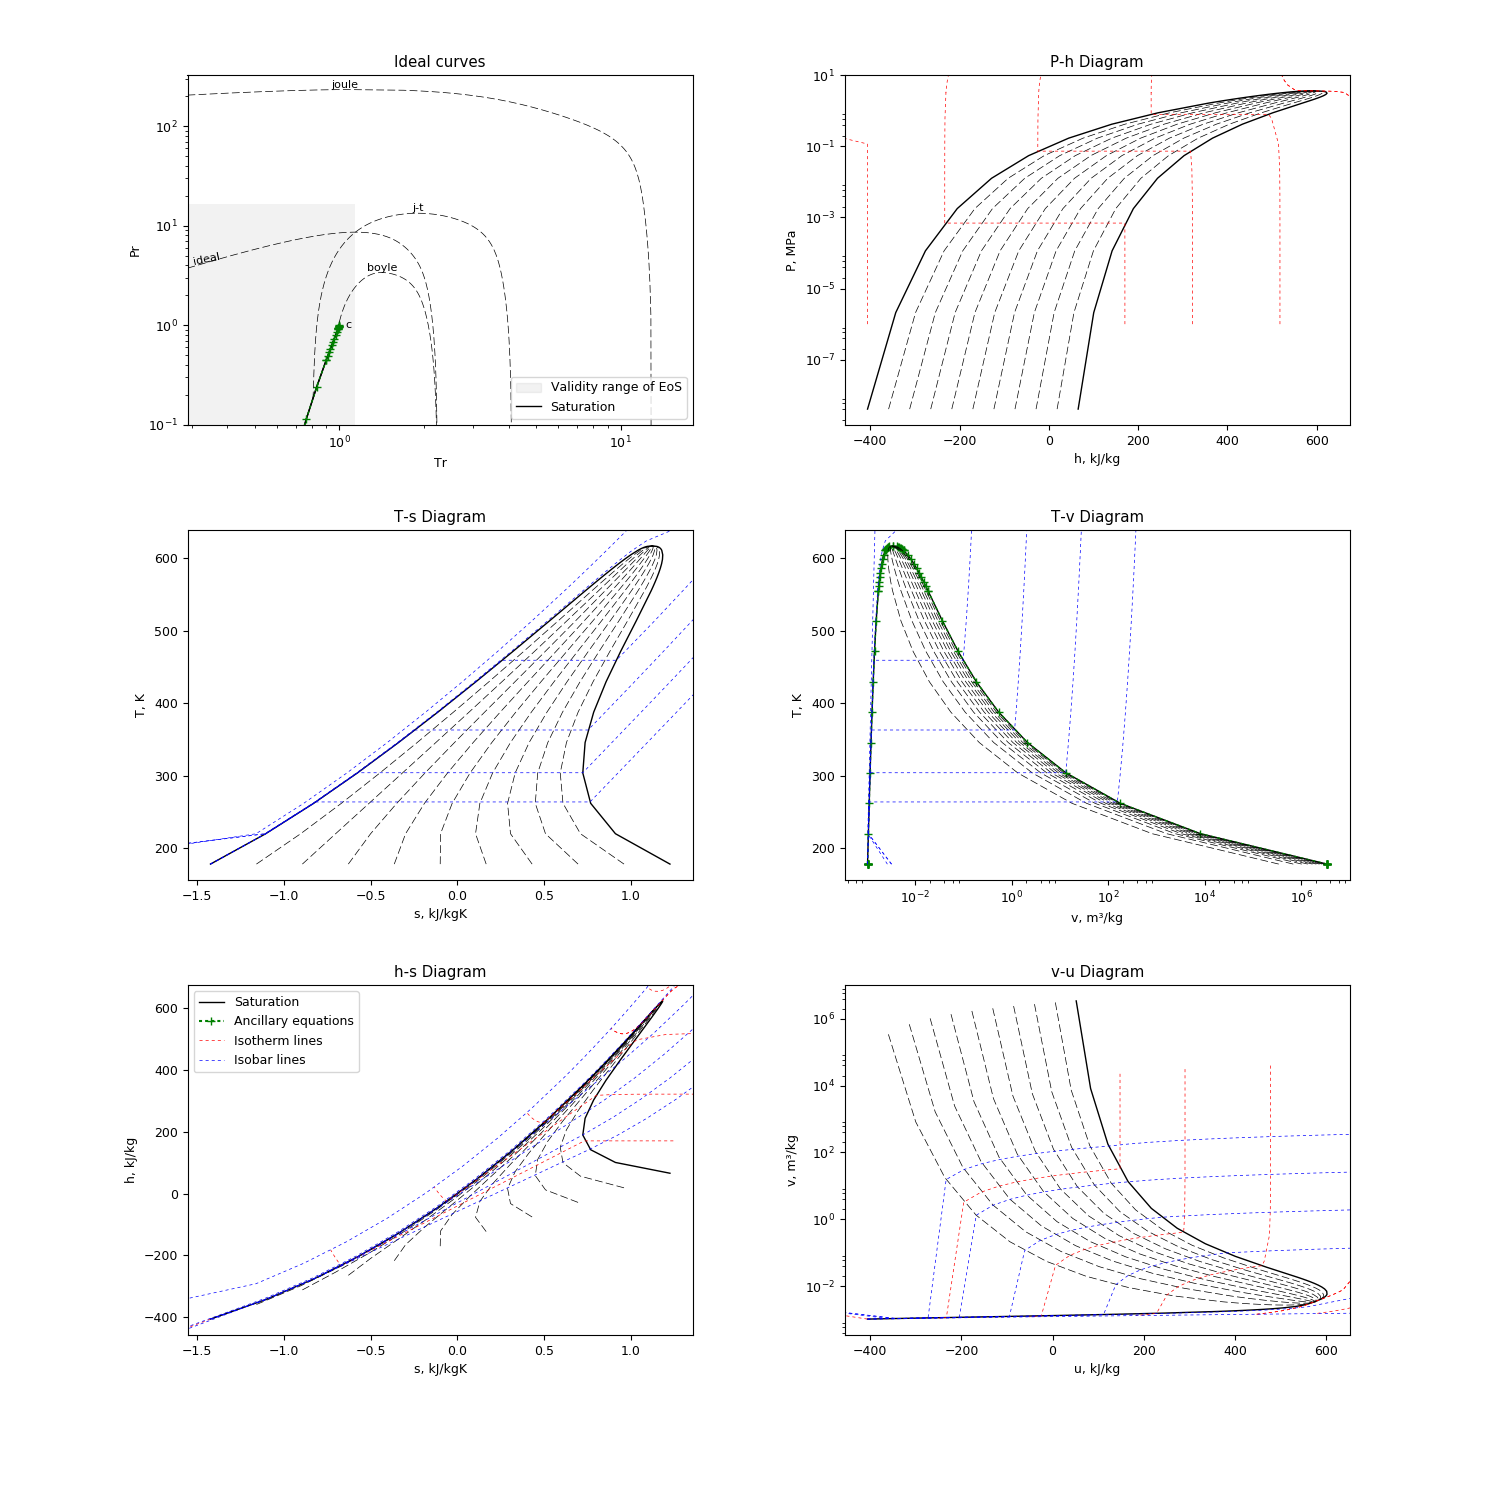 Ideal curves
joule
j-t
ideal
boyle
c
Validity range of EoS
Saturation
10²
10¹
10⁰
10⁻¹
Pr
10⁰ 10¹
Tr
P-h Diagram
10¹
10⁻¹
10⁻³
10⁻⁵
10⁻⁷
P, MPa
−400 −200 0 200 400 600
h, kJ/kg
T-s Diagram
600
500
400
300
200
T, K
−1.5 −1.0 −0.5 0.0 0.5 1.0
s, kJ/kgK
T-v Diagram
600
500
400
300
200
T, K
10⁻² 10⁰ 10² 10⁴ 10⁶
v, m³/kg
h-s Diagram
Saturation
Ancillary equations
Isotherm lines
Isobar lines
600
400
200
0
−200
−400
h, kJ/kg
−1.5 −1.0 −0.5 0.0 0.5 1.0
s, kJ/kgK
v-u Diagram
10⁶
10⁴
10²
10⁰
10⁻²
v, m³/kg
−400 −200 0 200 400 600
u, kJ/kg